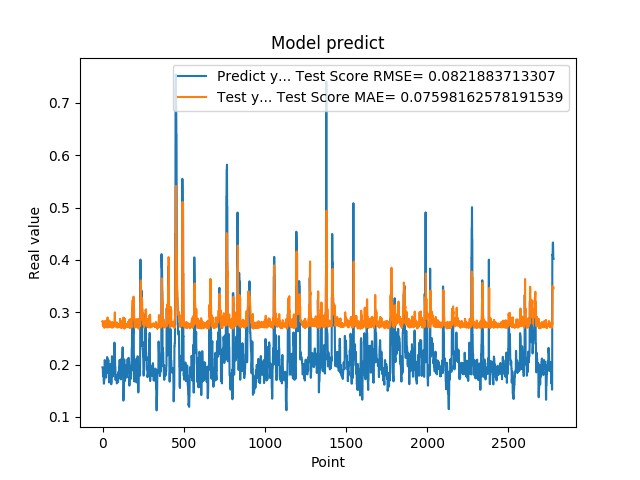 Model predict
Predict y... Test Score RMSE= 0.0821883713307
Test y... Test Score MAE= 0.07598162578191539
0.7
0.6
0.5
0.4
0.3
0.2
0.1
Real value
0 500 1000 1500 2000 2500
Point